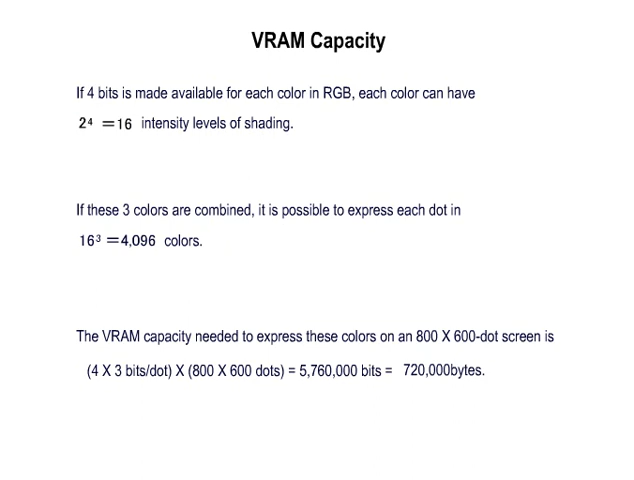 VRAM Capacity
If 4 bits is made available for each color in RGB, each color can have
2⁴ =16 intensity levels of shading.
If these 3 colors are combined, it is possible to express each dot in
16³ =4,096 colors.
The VRAM capacity needed to express these colors on an 800 X 600-dot screen is
(4 X 3 bits/dot) X (800 X 600 dots) = 5,760,000 bits = 720,000bytes.